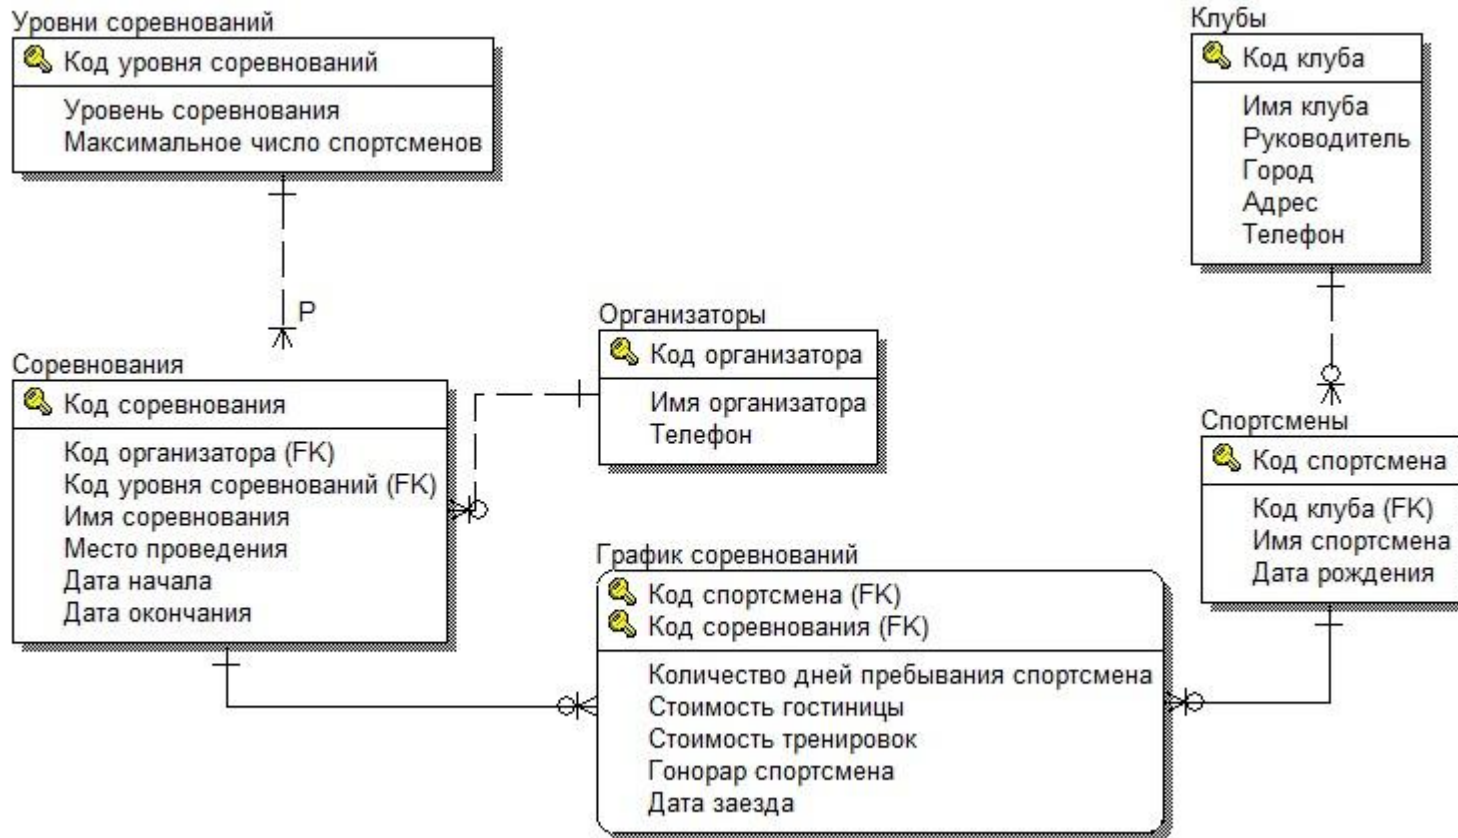 Уровни соревнований
Код уровня соревнований
Уровень соревнования
Максимальное число спортсменов
Клубы
Код клуба
Имя клуба
Руководитель
Город
Адрес
Телефон
P
Соревнования
Код соревнования
Код организатора (FK)
Код уровня соревнований (FK)
Имя соревнования
Место проведения
Дата начала
Дата окончания
Организаторы
Код организатора
Имя организатора
Телефон
Спортсмены
Код спортсмена
Код клуба (FK)
Имя спортсмена
Дата рождения
График соревнований
Код спортсмена (FK)
Код соревнования (FK)
Количество дней пребывания спортсмена
Стоимость гостиницы
Стоимость тренировок
Гонорар спортсмена
Дата заезда